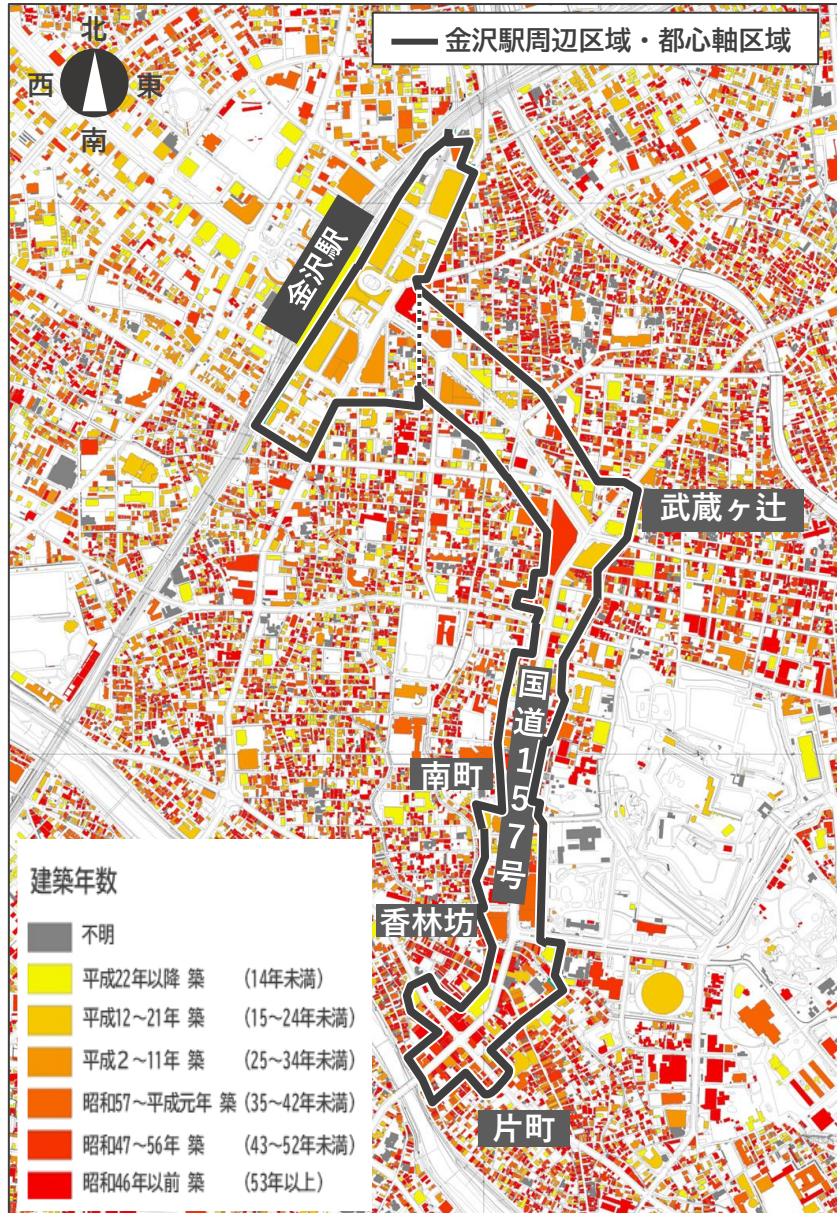 北
西 東
南
金沢駅周辺区域・都心軸区域
金沢駅
武蔵ヶ辻
国道157号
南町
香林坊
片町
建築年数
不明
平成22年以降 築 (14年未満)
平成12~21年 築 (15~24年未満)
平成2~11年 築 (25~34年未満)
昭和57~平成元年 築 (35~42年未満)
昭和47~56年 築 (43~52年未満)
昭和46年以前 築 (53年以上)